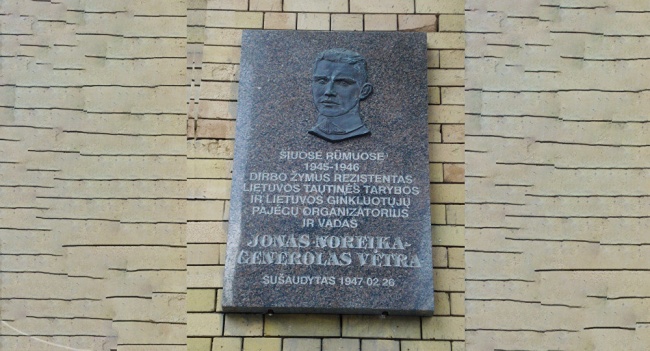 ŠIUOSE RŪMUOSE
1945-1946
DIRBO ŽYMUS REZISTENTAS
LIETUVOS TAUTINĖS TARYBOS
IR LIETUVOS GINKLUOTŲJŲ
PAJĖGŲ ORGANIZATORIUS
IR VADAS
JONAS NOREIKA-
GENEROLAS VĖTRA
SUŠAUDYTAS 1947 02 26